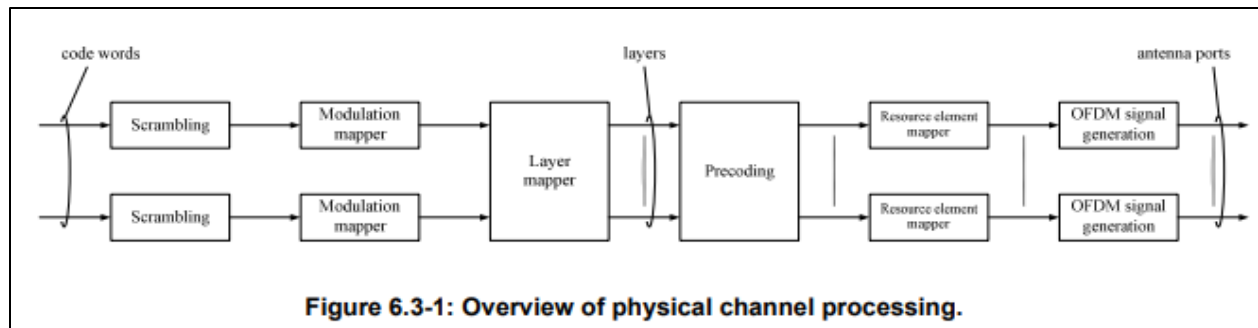 code words
layers
antenna ports
Scrambling
Modulation
mapper
Layer
mapper
Precoding
Resource element
mapper
OFDM signal
generation
Scrambling
Modulation
mapper
Resource element
mapper
OFDM signal
generation
Figure 6.3-1: Overview of physical channel processing.